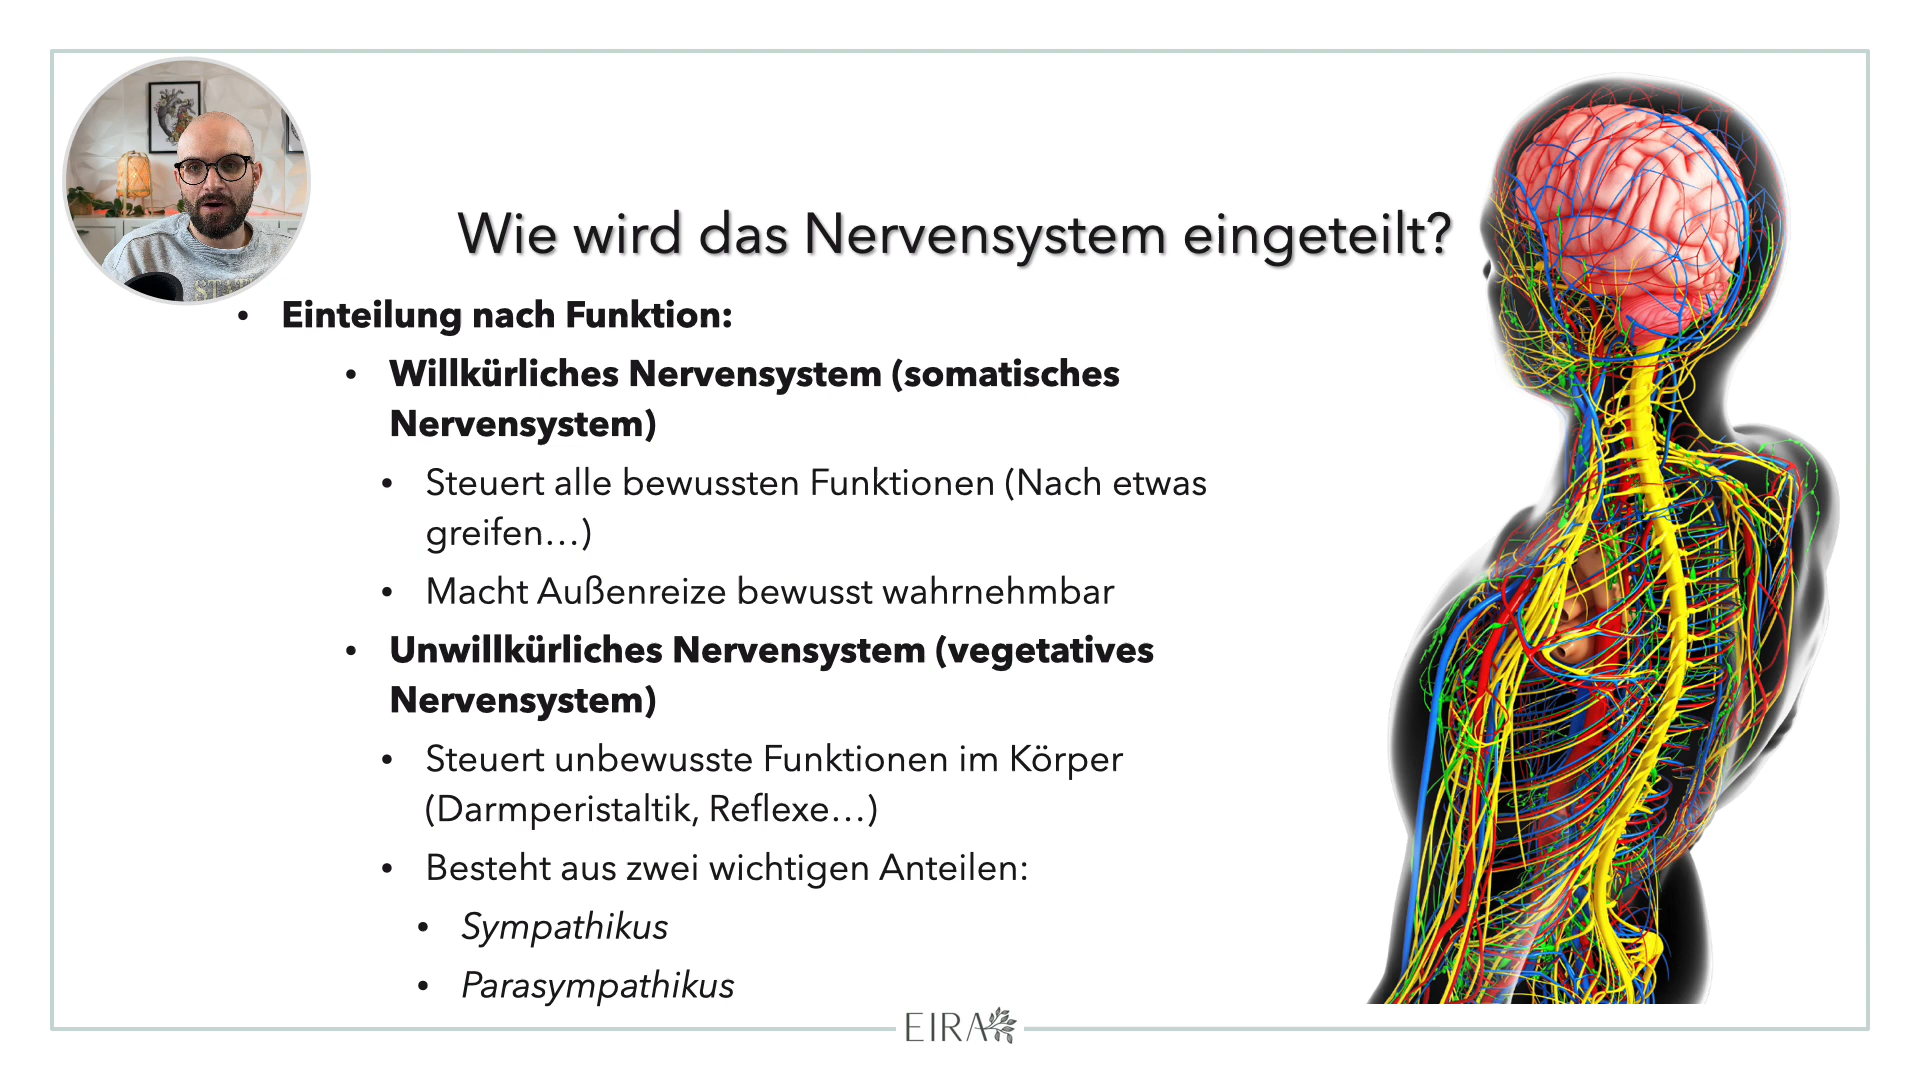 Wie wird das Nervensystem eingeteilt?
• Einteilung nach Funktion:
• Willkürliches Nervensystem (somatisches
Nervensystem)
• Steuert alle bewussten Funktionen (Nach etwas
greifen…)
• Macht Außenreize bewusst wahrnehmbar
• Unwillkürliches Nervensystem (vegetatives
Nervensystem)
• Steuert unbewusste Funktionen im Körper
(Darmperistaltik, Reflexe…)
• Besteht aus zwei wichtigen Anteilen:
• Sympathikus
• Parasympathikus
EIRA